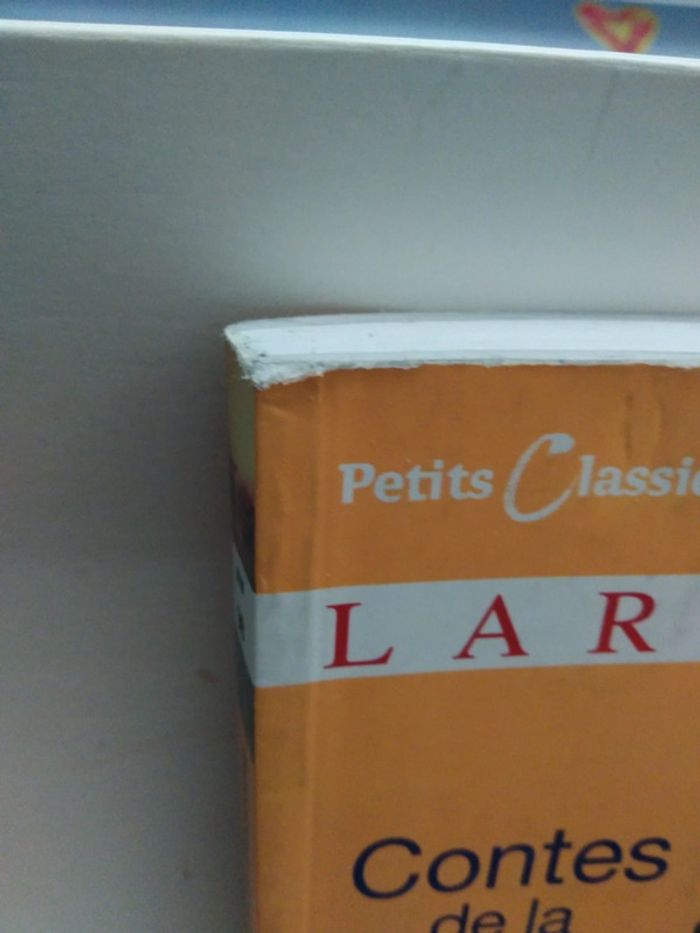 Petits Classi
L A R
Contes
de la